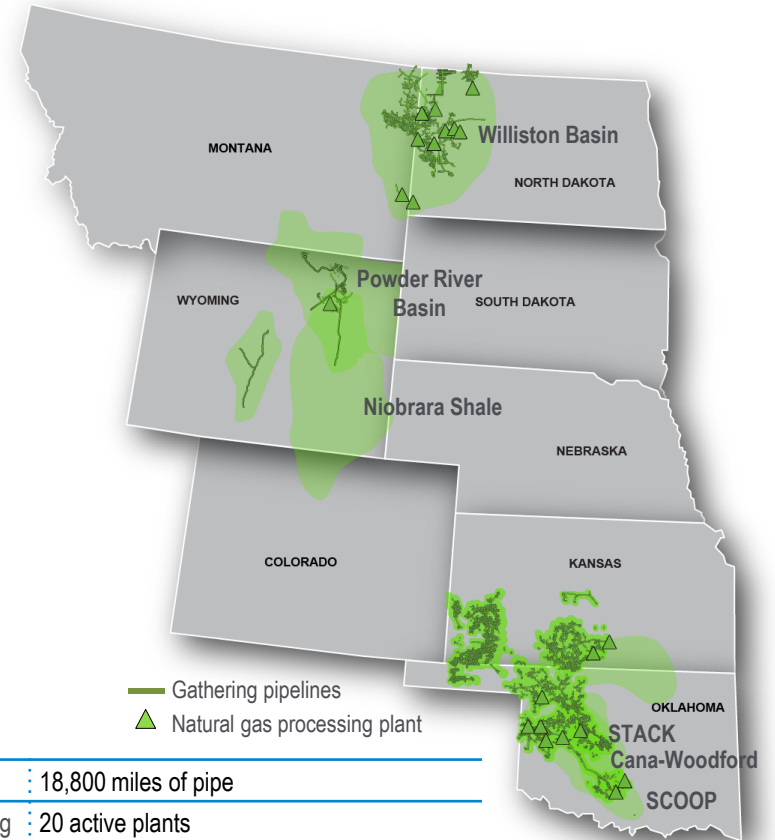 MONTANA
Williston Basin
NORTH DAKOTA
Powder River
Basin
WYOMING
SOUTH DAKOTA
Niobrara Shale
NEBRASKA
COLORADO
KANSAS
Gathering pipelines
Natural gas processing plant
OKLAHOMA
STACK
Cana-Woodford
SCOOP
18,800 miles of pipe
g 20 active plants